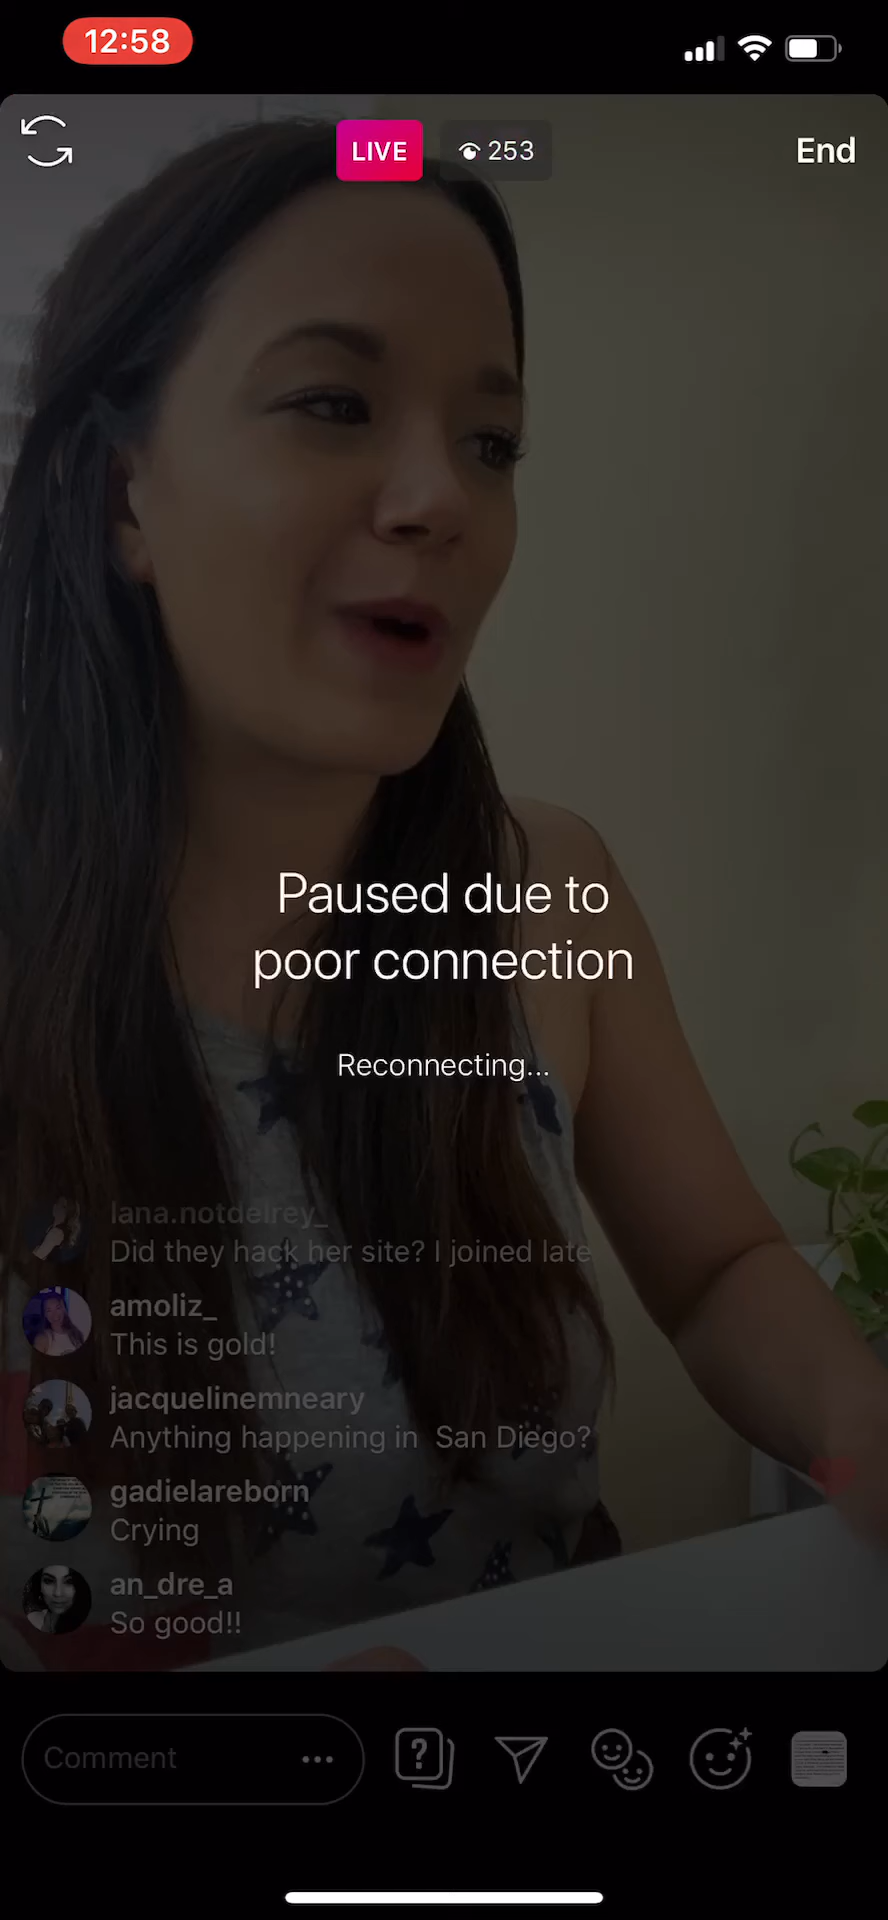 12:58
LIVE
253
End
Paused due to
poor connection
Reconnecting...
lana.notdelrey_
Did they hack her site? I joined late
amoliz_
This is gold!
jacquelinemneary
Anything happening in San Diego?
gadielareborn
Crying
an_dre_a
So good!!
Comment